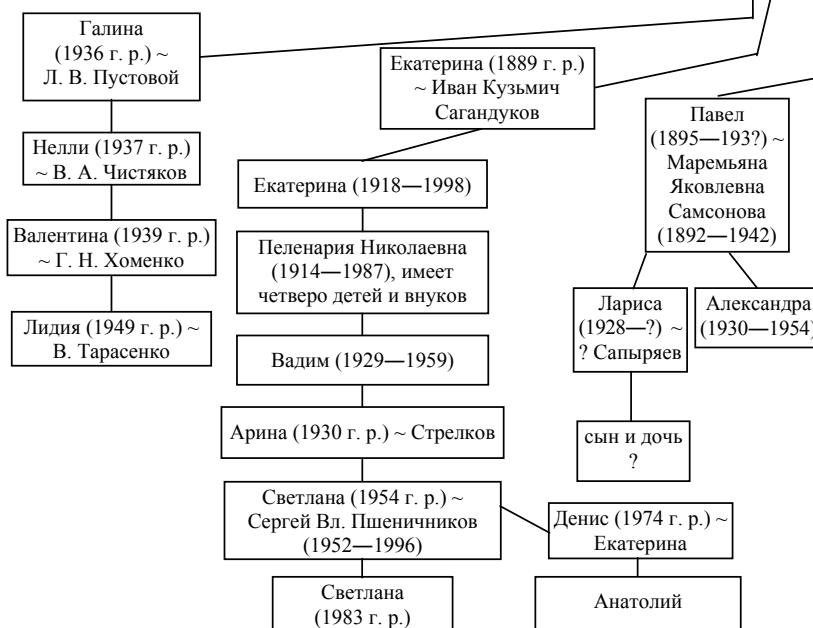 Галина
(1936 г. р.) ~
Л. В. Пустовой
Нелли (1937 г. р.)
~ В. А. Чистяков
Валентина (1939 г. р.)
~ Г. Н. Хоменко
Лидия (1949 г. р.) ~
В. Тарасенко
Екатерина (1889 г. р.)
~ Иван Кузьмич
Сагандуков
Екатерина (1918—1998)
Пеленария Николаевна
(1914—1987), имеет
четверо детей и внуков
Вадим (1929—1959)
Арина (1930 г. р.) ~ Стрелков
Светлана (1954 г. р.) ~
Сергей Вл. Пшеничников
(1952—1996)
Светлана
(1983 г. р.)
Денис (1974 г. р.) ~
Екатерина
Анатолий
Павел
(1895—193?) ~
Маремьяна
Яковлевна
Самсонова
(1892—1942)
Лариса
(1928—?) ~
? Сапыряев
сын и дочь
?
Александра
(1930—1954)